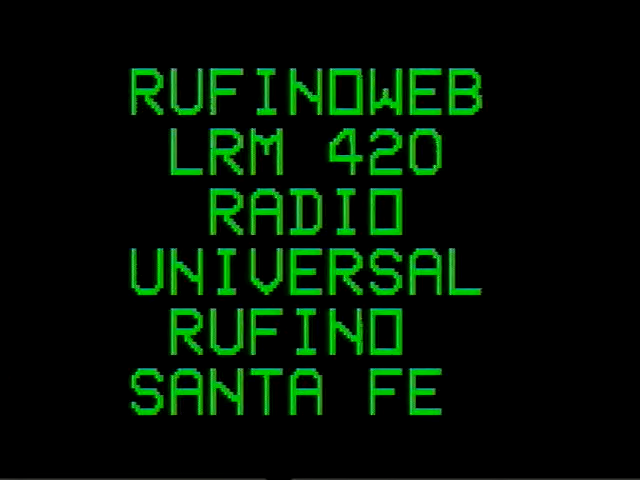 RUFINOWEB
LRM 420
RADIO
UNIVERSAL
RUFINO
SANTA FE